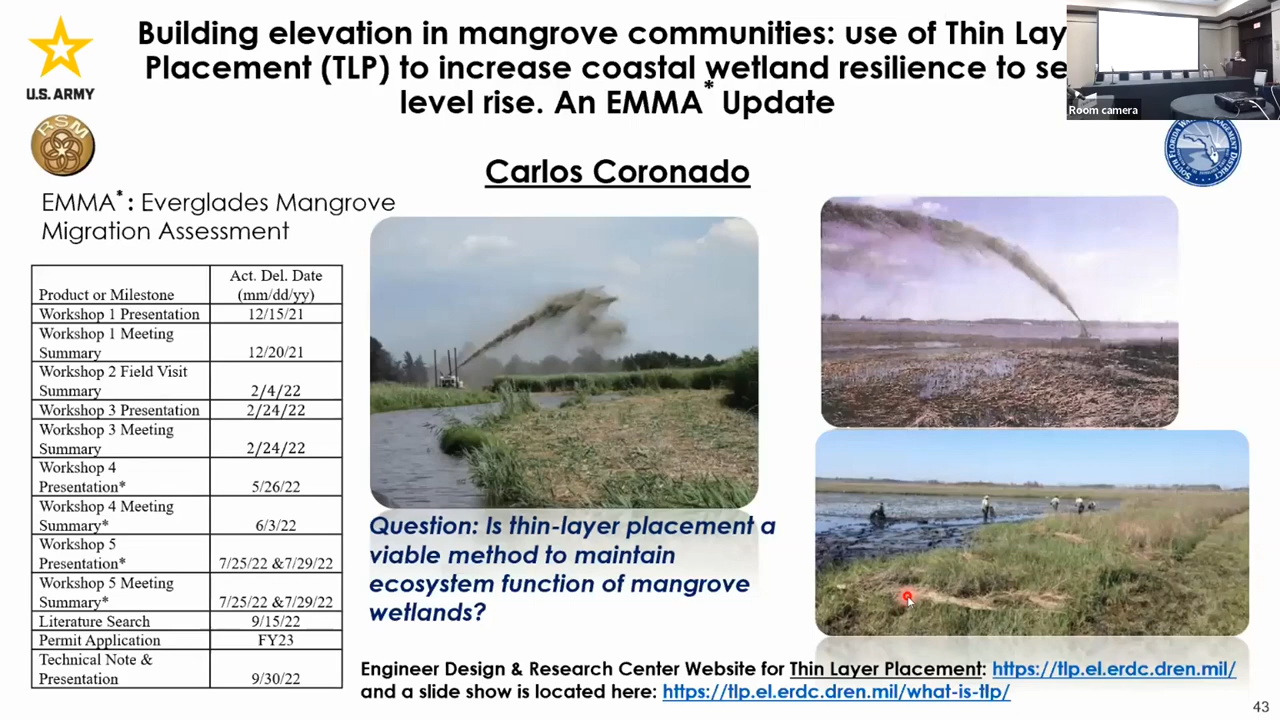 Building elevation in mangrove communities: use of Thin Lay
Placement (TLP) to increase coastal wetland resilience to se
level rise. An EMMA* Update
Room camera
U.S. ARMY
RSM
Carlos Coronado
EMMA*: Everglades Mangrove
Migration Assessment
Product or Milestone
Act. Del. Date
(mm/dd/yy)
Workshop 1 Presentation
12/15/21
Workshop 1 Meeting
Summary
12/20/21
Workshop 2 Field Visit
Summary
2/4/22
Workshop 3 Presentation
2/24/22
Workshop 3 Meeting
Summary
2/24/22
Workshop 4
Presentation*
5/26/22
Workshop 4 Meeting
Summary*
6/3/22
Workshop 5
Presentation*
7/25/22 &7/29/22
Workshop 5 Meeting
Summary*
7/25/22 &7/29/22
Literature Search
9/15/22
Permit Application
FY23
Technical Note &
Presentation
9/30/22
Question: Is thin-layer placement a
viable method to maintain
ecosystem function of mangrove
wetlands?
Engineer Design & Research Center Website for Thin Layer Placement: https://tlp.el.erdc.dren.mil/
and a slide show is located here: https://tlp.el.erdc.dren.mil/what-is-tlp/
43